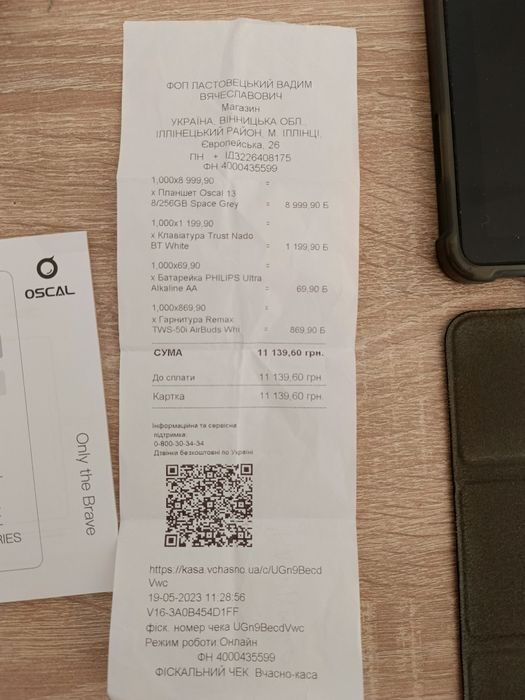 ФОП ЛАСТОВЕЦЬКИЙ ВАДИМ
ВЯЧЕСЛАВОВИЧ
Магазин
УКРАЇНА, ВІННИЦЬКА ОБЛ.,
ІЛЛІНЕЦЬКИЙ РАЙОН, М. ІЛЛІНЦІ,
Європейська, 26
ПН + ІД3226408175
ФН 4000435599
1,000x8 999,90 =
x Планшет Oscal 13
8/256GB Space Grey = 8 999,90 Б
1,000x1 199,90 =
x Клавіатура Trust Nado
BT White = 1 199,90 Б
1,000x69,90 =
x Батарейка PHILIPS Ultra
Alkaline AA = 69,90 Б
1,000x869,90 =
x Гарнитура Remax
TWS-50i AirBuds Whi = 869,90 Б
СУМА 11 139,60 грн.
До сплати 11 139,60 грн
Картка 11 139,60 грн.
Інформаційна та сервісна
підтримка:
0-800-30-34-34
Дзвінки безкоштовні по Україні
https://kasa.vchasno.ua/c/UGn9Becd
Vwc
19-05-2023 11:28:56
V16-3A0B454D1FF
фіск. номер чека UGn9BecdVwc
Режим роботи:Онлайн
ФН 4000435599
ФІСКАЛЬНИЙ ЧЕК Вчасно-каса
OSCAL
Only the Brave
RIES